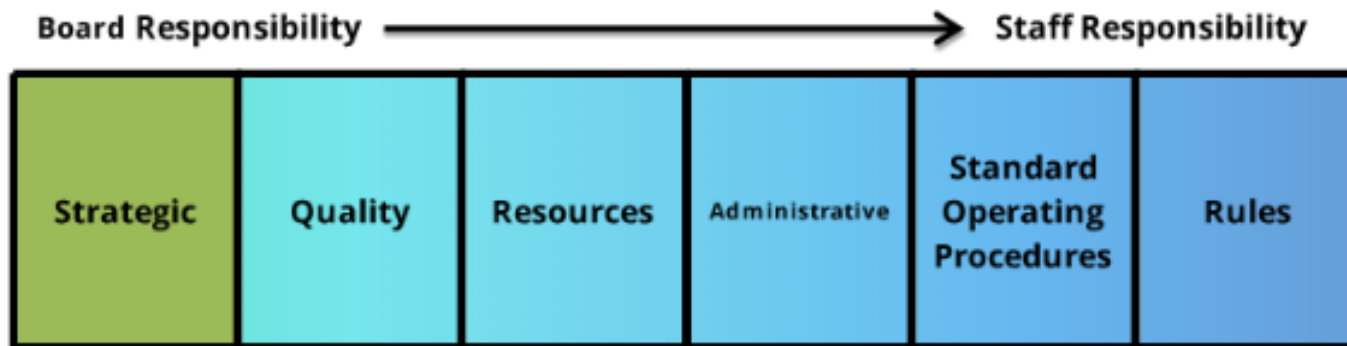 Board Responsibility
Staff Responsibility
Strategic
Quality
Resources
Administrative
Standard
Operating
Procedures
Rules